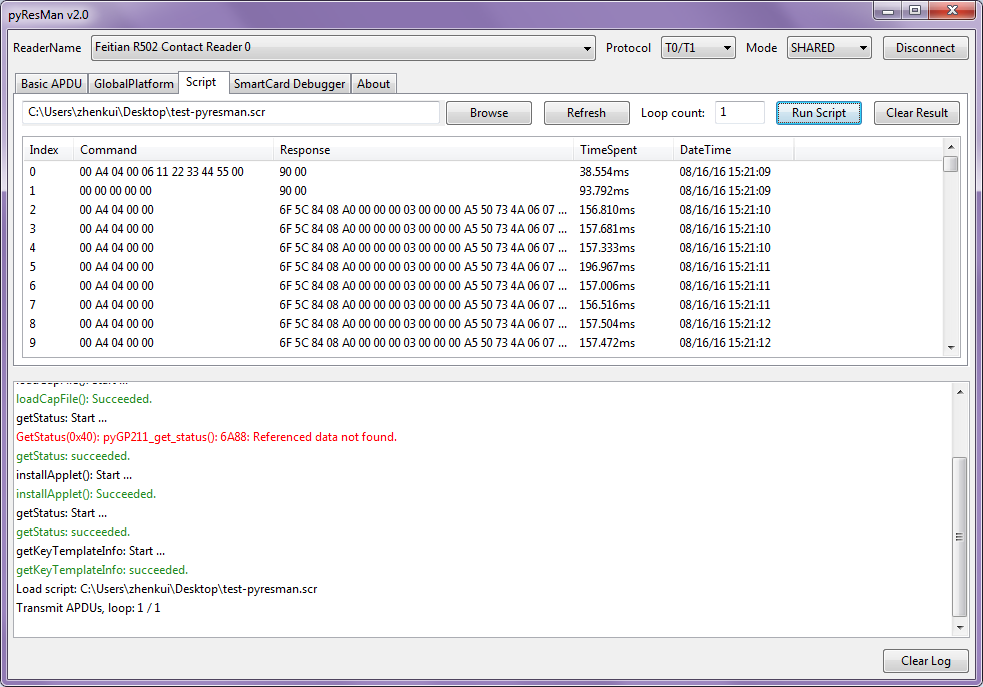 pyResMan v2.0
ReaderName Feitian R502 Contact Reader 0 Protocol T0/T1 Mode SHARED Disconnect
Basic APDU GlobalPlatform Script SmartCard Debugger About
C:\Users\zhenkui\Desktop\test-pyresman.scr Browse Refresh Loop count: 1 Run Script Clear Result
Index Command Response TimeSpent DateTime
0 00 A4 04 00 06 11 22 33 44 55 00 90 00 38.554ms 08/16/16 15:21:09
1 00 00 00 00 00 90 00 93.792ms 08/16/16 15:21:09
2 00 A4 04 00 00 6F 5C 84 08 A0 00 00 00 03 00 00 00 A5 50 73 4A 06 07 ... 156.810ms 08/16/16 15:21:10
3 00 A4 04 00 00 6F 5C 84 08 A0 00 00 00 03 00 00 00 A5 50 73 4A 06 07 ... 157.681ms 08/16/16 15:21:10
4 00 A4 04 00 00 6F 5C 84 08 A0 00 00 00 03 00 00 00 A5 50 73 4A 06 07 ... 157.333ms 08/16/16 15:21:10
5 00 A4 04 00 00 6F 5C 84 08 A0 00 00 00 03 00 00 00 A5 50 73 4A 06 07 ... 196.967ms 08/16/16 15:21:11
6 00 A4 04 00 00 6F 5C 84 08 A0 00 00 00 03 00 00 00 A5 50 73 4A 06 07 ... 157.006ms 08/16/16 15:21:11
7 00 A4 04 00 00 6F 5C 84 08 A0 00 00 00 03 00 00 00 A5 50 73 4A 06 07 ... 156.516ms 08/16/16 15:21:11
8 00 A4 04 00 00 6F 5C 84 08 A0 00 00 00 03 00 00 00 A5 50 73 4A 06 07 ... 157.504ms 08/16/16 15:21:12
9 00 A4 04 00 00 6F 5C 84 08 A0 00 00 00 03 00 00 00 A5 50 73 4A 06 07 ... 157.472ms 08/16/16 15:21:12
loadCapFile(): Succeeded.
getStatus: Start ...
GetStatus(0x40): pyGP211_get_status(): 6A88: Referenced data not found.
getStatus: succeeded.
installApplet(): Start ...
installApplet(): Succeeded.
getStatus: Start ...
getStatus: succeeded.
getKeyTemplateInfo: Start ...
getKeyTemplateInfo: succeeded.
Load script: C:\Users\zhenkui\Desktop\test-pyresman.scr
Transmit APDUs, loop: 1 / 1
Clear Log